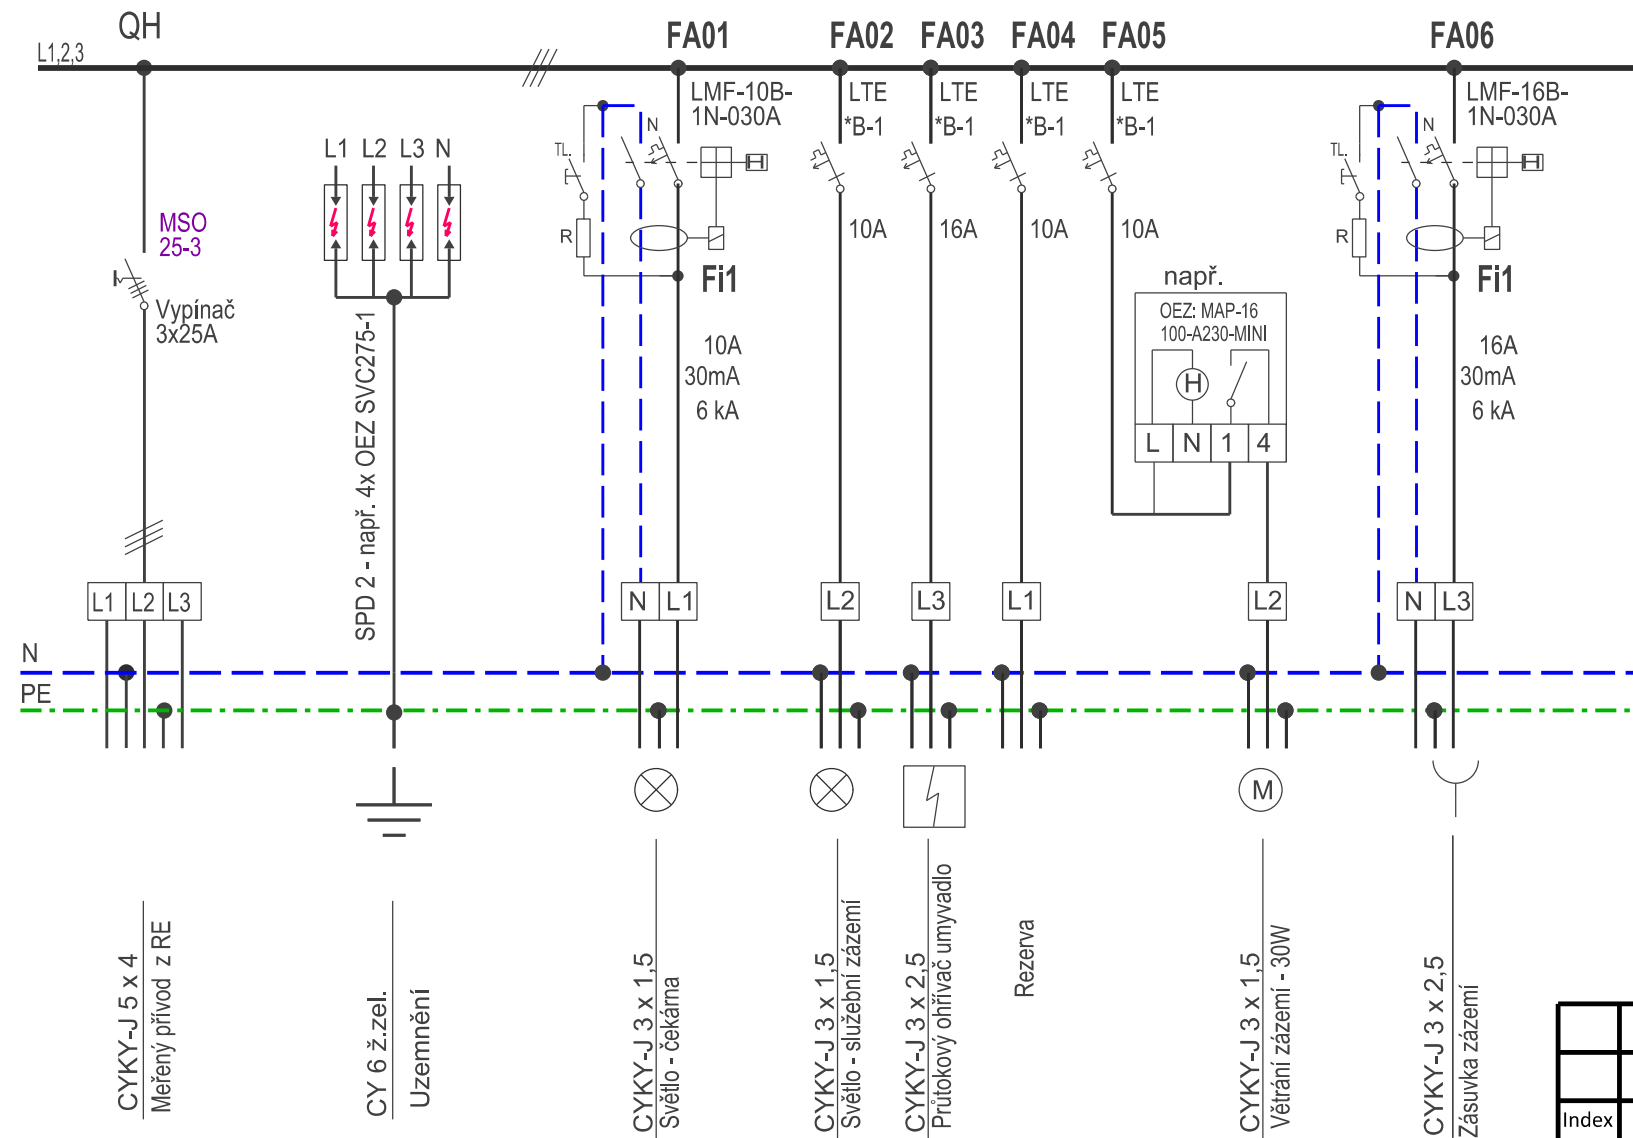 QH
FA01
FA02
FA03
FA04
FA05
FA06
L1,2,3
LMF-10B-
1N-030A
LTE
*B-1
LTE
*B-1
LTE
*B-1
LTE
*B-1
LMF-16B-
1N-030A
L1 L2 L3 N
TL.
N
H
R
Fi1
TL.
N
H
R
Fi1
MSO
25-3
Vypínač
3x25A
10A
16A
10A
10A
např.
OEZ: MAP-16
100-A230-MINI
H
L N 1 4
10A
30mA
6 kA
16A
30mA
6 kA
SPD 2 - např. 4x OEZ SVC275-1
L1 L2 L3
N L1
L2
L3
L1
L2
N L3
N
PE
M
CYKY-J 5 x 4
Meřený přívod z RE
CY 6 ž.zel.
Uzemnění
CYKY-J 3 x 1,5
Světlo - čekárna
CYKY-J 3 x 1,5
Světlo - služební zázemí
CYKY-J 3 x 2,5
Průtokový ohřívač umyvadlo
Rezerva
CYKY-J 3 x 1,5
Větrání zázemí - 30W
CYKY-J 3 x 2,5
Zásuvka zázemí
Index